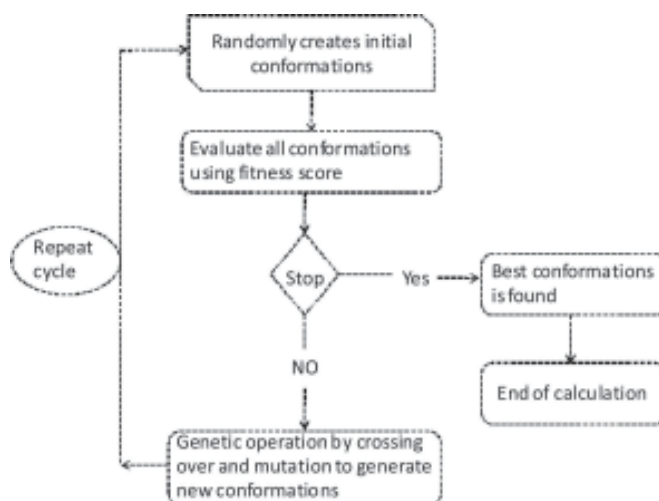 Randomly creates initial
conformations
Evaluate all conformations
using fitness score
Repeat
cycle
Stop
Yes
Best conformations
is found
NO
End of calculation
Genetic operation by crossing
over and mutation to generate
new conformations